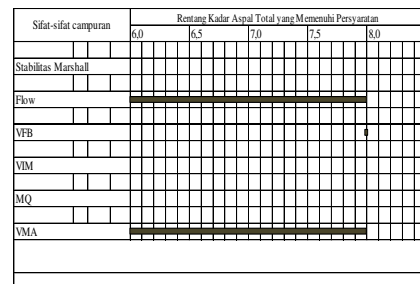 Sifat-sifat campuran
Rentang Kadar Aspal Total yang Memenuhi Persyaratan
6,0 6,5 7,0 7,5 8,0
Stabilitas Marshall
Flow
VFB
VIM
MQ
VMA